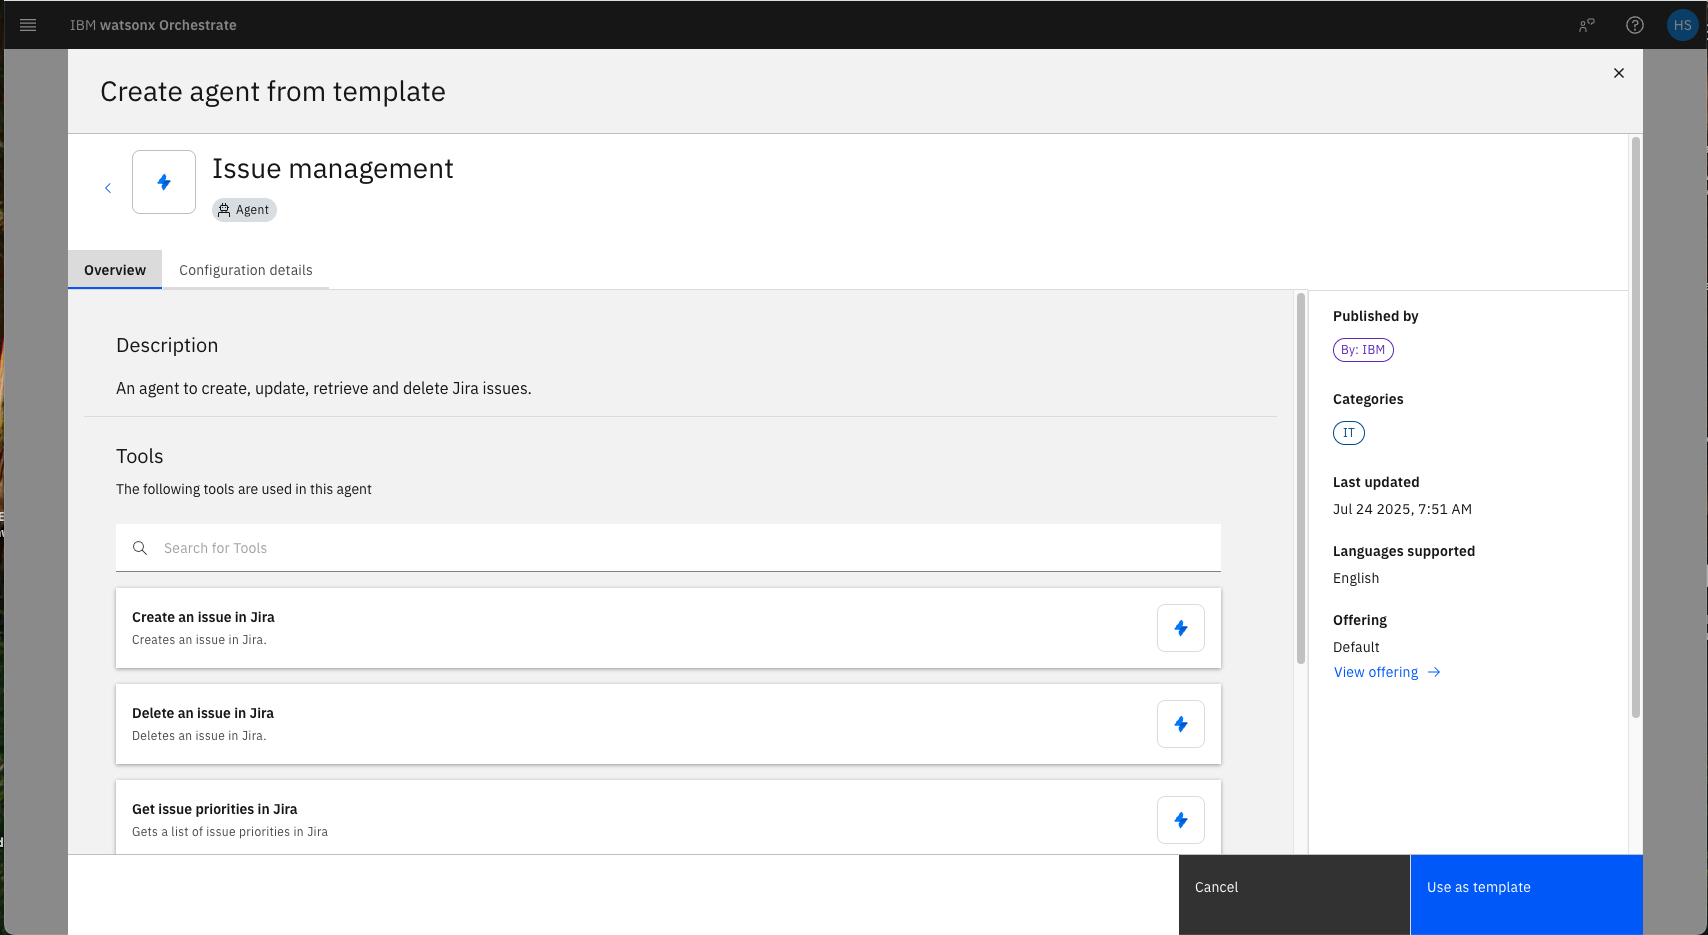 IBM watsonx Orchestrate
HS
Create agent from template
Issue management
Agent
Overview
Configuration details
Description
An agent to create, update, retrieve and delete Jira issues.
Tools
The following tools are used in this agent
Search for Tools
Create an issue in Jira
Creates an issue in Jira.
Delete an issue in Jira
Deletes an issue in Jira.
Get issue priorities in Jira
Gets a list of issue priorities in Jira
Published by
By: IBM
Categories
IT
Last updated
Jul 24 2025, 7:51 AM
Languages supported
English
Offering
Default
View offering
Cancel
Use as template